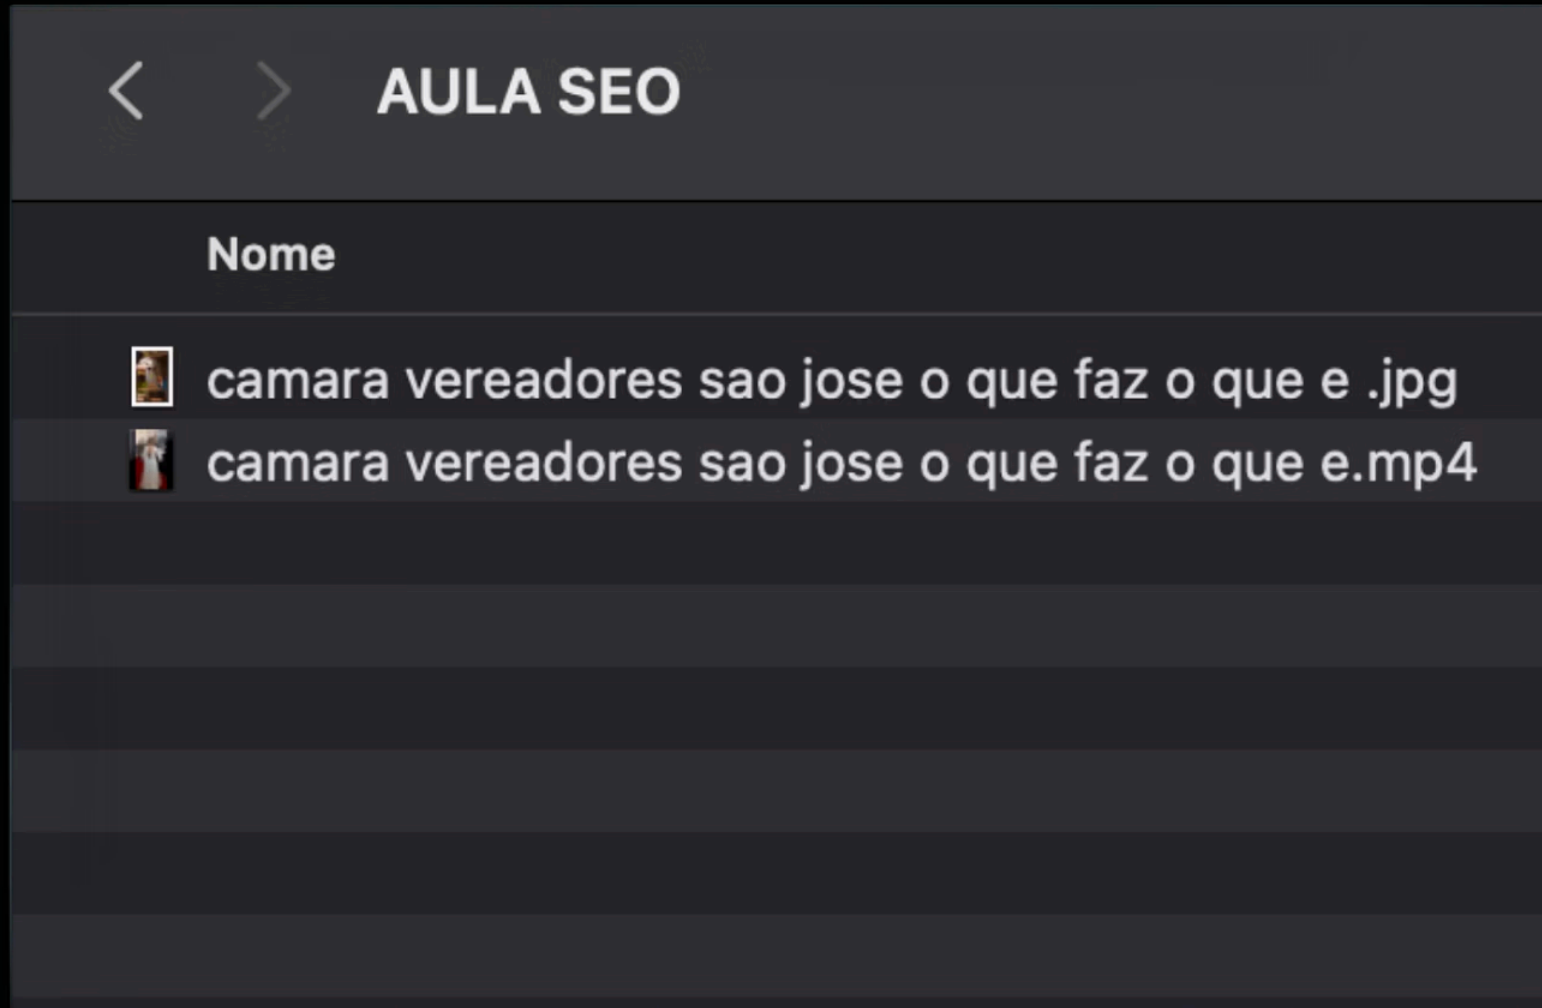 AULA SEO
Nome
camara vereadores sao jose o que faz o que e .jpg
camara vereadores sao jose o que faz o que e.mp4